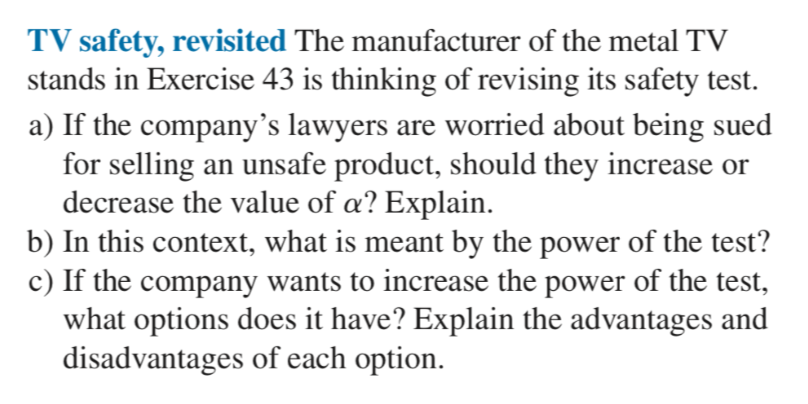 TV safety, revisited The manufacturer of the metal TV
stands in Exercise 43 is thinking of revising its safety test.
a) If the company’s lawyers are worried about being sued
for selling an unsafe product, should they increase or
decrease the value of α? Explain.
b) In this context, what is meant by the power of the test?
c) If the company wants to increase the power of the test,
what options does it have? Explain the advantages and
disadvantages of each option.